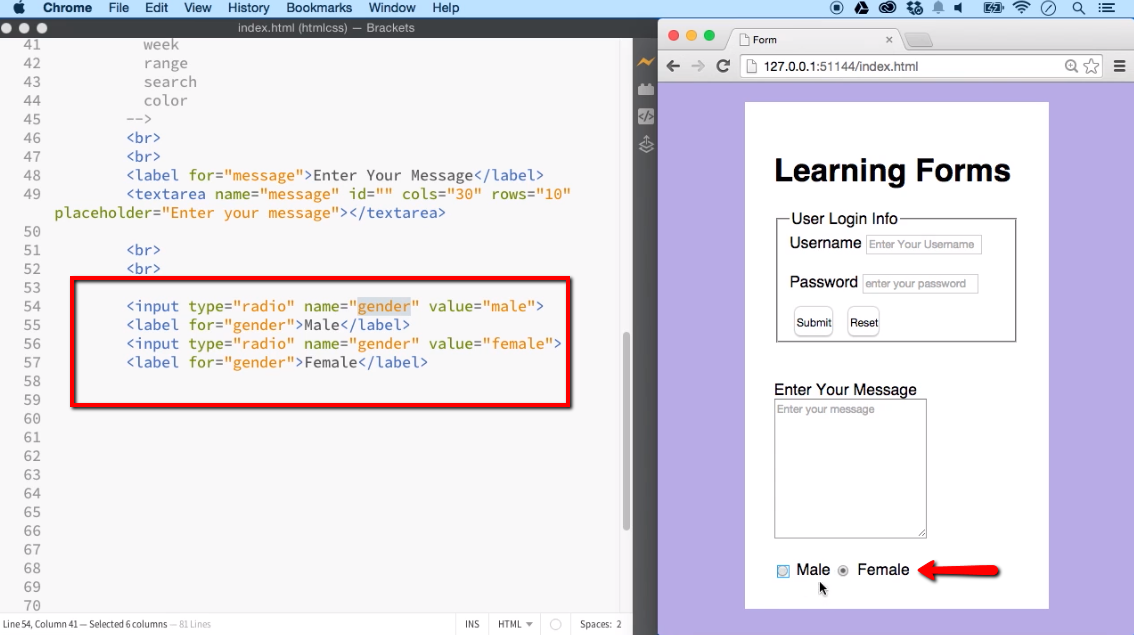 Chrome File Edit View History Bookmarks Window Help
index.html (htmlcss) — Brackets
41 week
42 range
43 search
44 color
45 -->
46 <br>
47 <br>
48 <label for="message">Enter Your Message</label>
49 <textarea name="message" id="" cols="30" rows="10"
placeholder="Enter your message"></textarea>
50
51 <br>
52 <br>
53
54 <input type="radio" name="gender" value="male">
55 <label for="gender">Male</label>
56 <input type="radio" name="gender" value="female">
57 <label for="gender">Female</label>
58
59
60
61
62
63
64
65
66
67
68
69
70
Line 54, Column 41 — Selected 6 columns — 81 Lines
INS HTML Spaces: 2
Form
127.0.0.1:51144/index.html
Learning Forms
User Login Info
Username Enter Your Username
Password enter your password
Submit Reset
Enter Your Message
Enter your message
Male Female